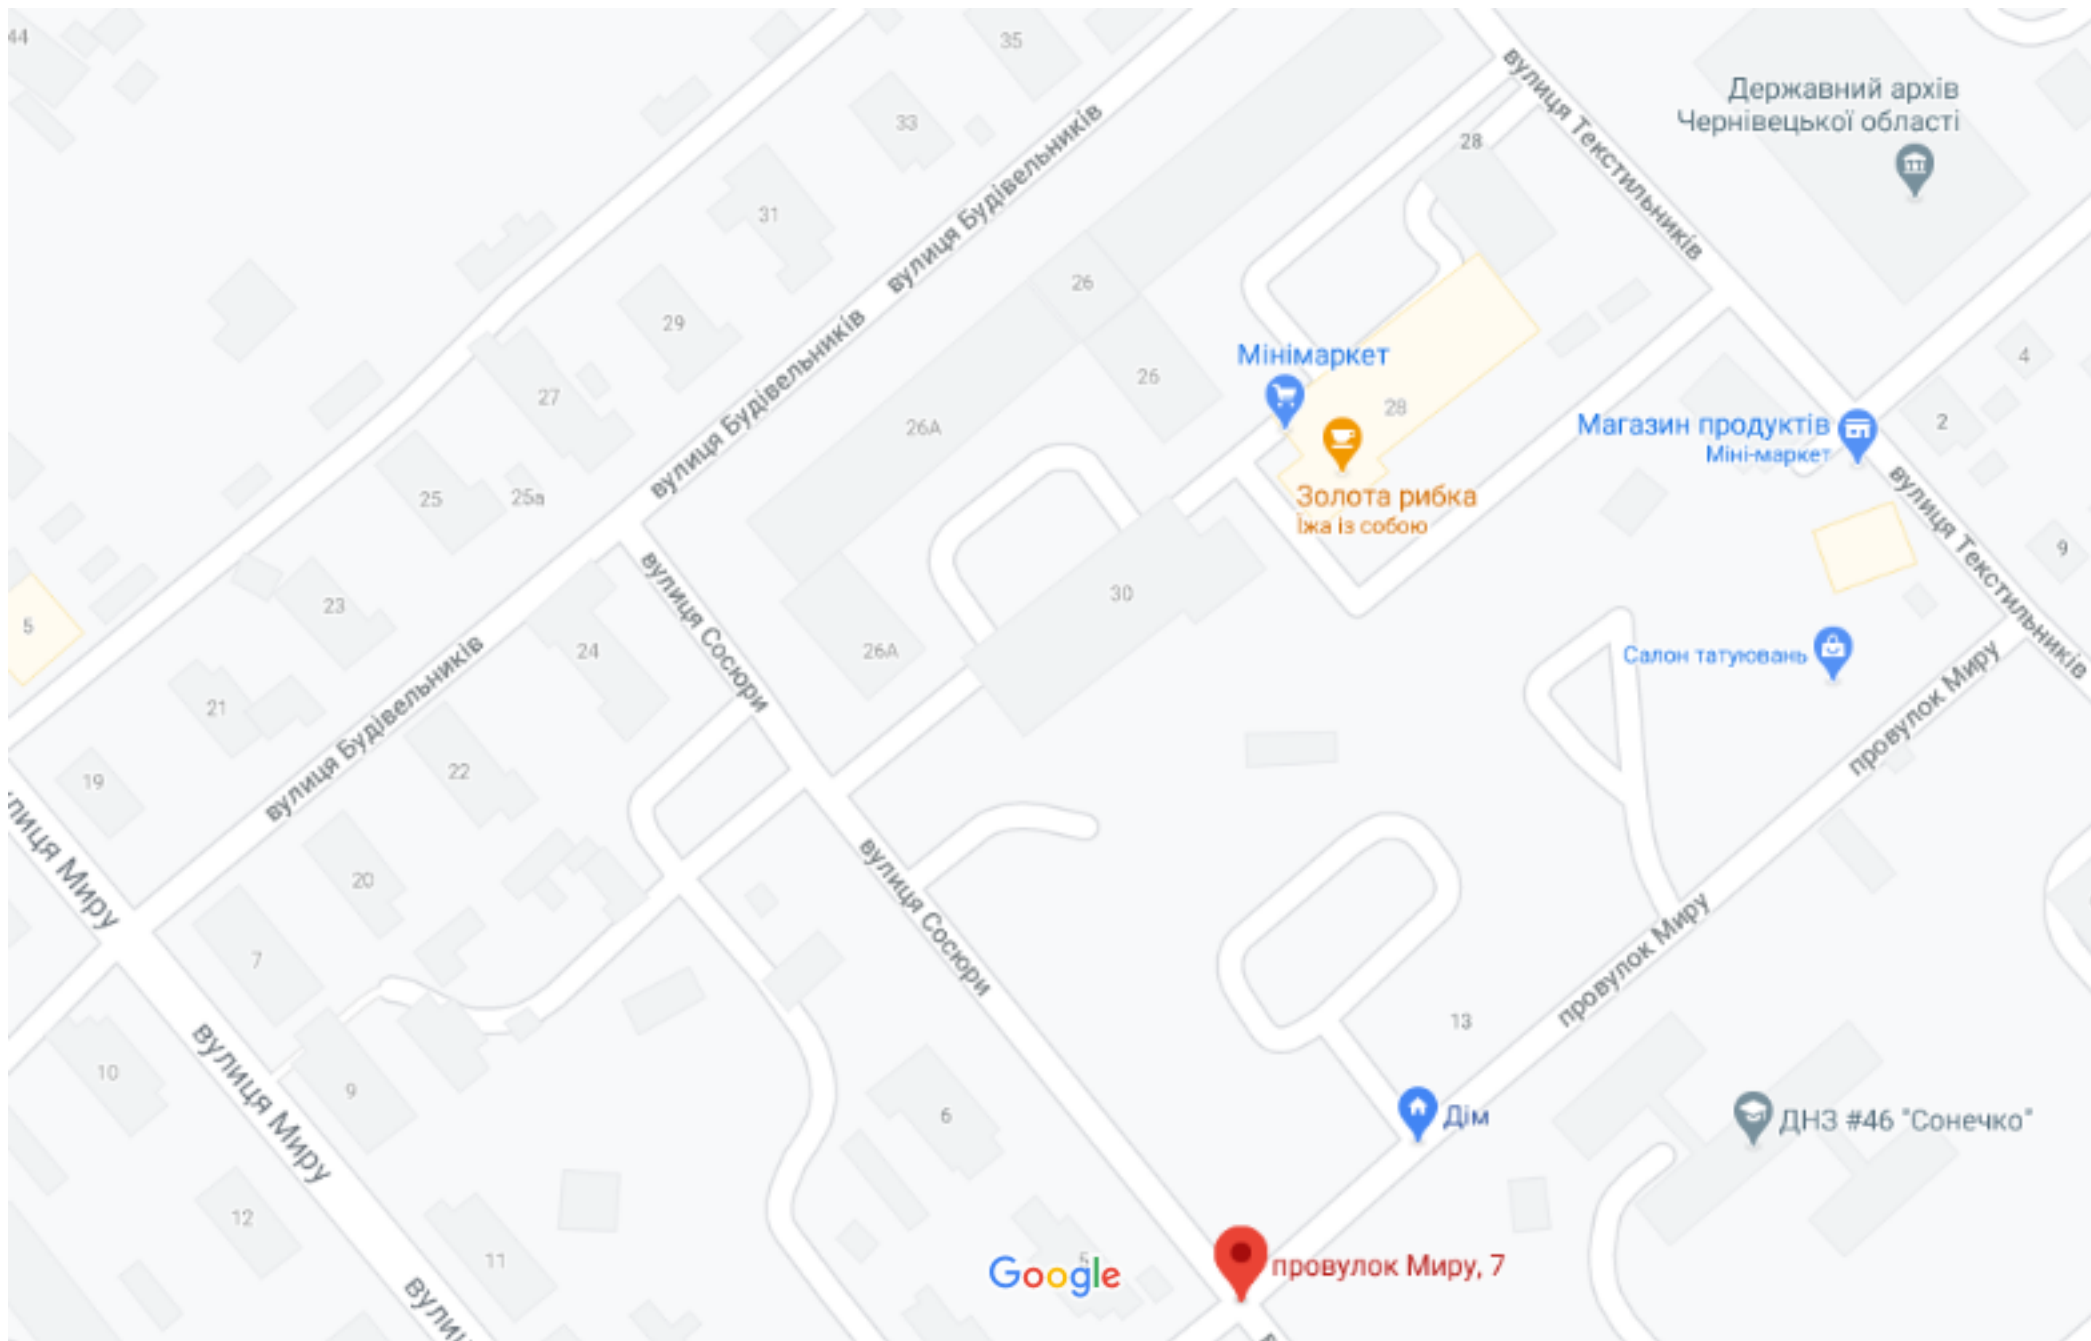 44
35
вулиця Текстильників
Державний архів
Чернівецької області
33
28
вулиця Будівельників
31
26
29
вулиця Будівельників
4
Мінімаркет
26
27
28
2
26А
Магазин продуктів
Міні-маркет
25
25а
Золота рибка
Їжа із собою
вулиця Текстильників
9
30
23
5
вулиця Сосюри
24
26А
Салон татуювань
21
вулиця Будівельників
провулок Миру
22
19
вулиця Миру
20
вулиця Сосюри
7
провулок Миру
13
10
9
вулиця Миру
6
Дім
ДНЗ #46 "Сонечко"
12
11
5
Google
провулок Миру, 7